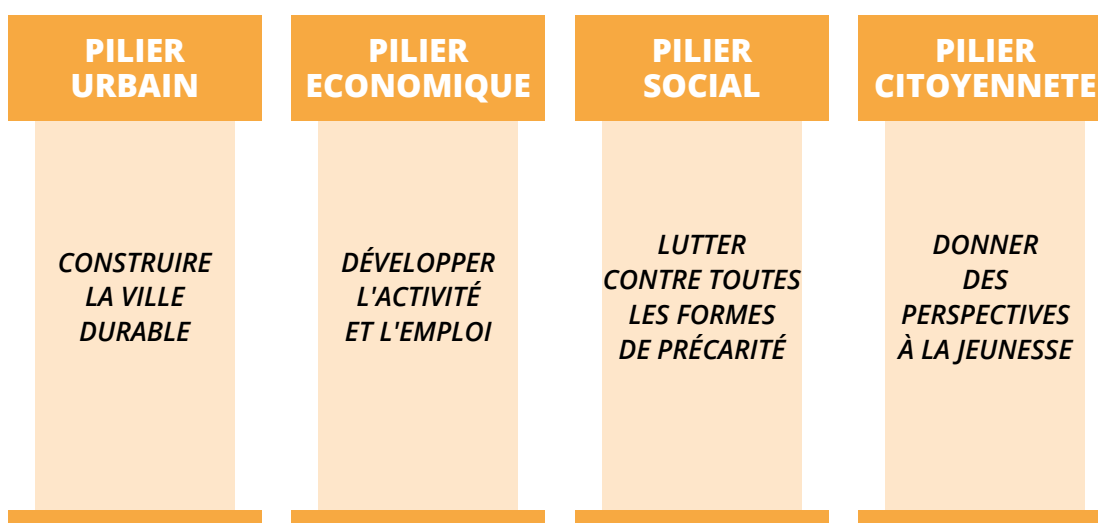 PILIER
URBAIN
CONSTRUIRE
LA VILLE
DURABLE
PILIER
ECONOMIQUE
DÉVELOPPER
L'ACTIVITÉ
ET L'EMPLOI
PILIER
SOCIAL
LUTTER
CONTRE TOUTES
LES FORMES
DE PRÉCARITÉ
PILIER
CITOYENNETE
DONNER
DES
PERSPECTIVES
À LA JEUNESSE